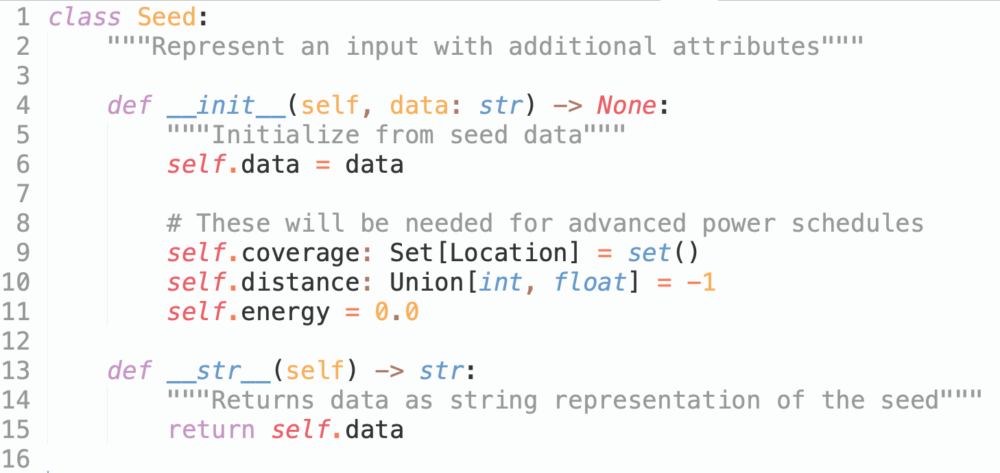 1 class Seed:
2     """Represent an input with additional attributes"""
3
4     def __init__(self, data: str) -> None:
5         """Initialize from seed data"""
6         self.data = data
7
8         # These will be needed for advanced power schedules
9         self.coverage: Set[Location] = set()
10         self.distance: Union[int, float] = -1
11         self.energy = 0.0
12
13     def __str__(self) -> str:
14         """Returns data as string representation of the seed"""
15         return self.data
16